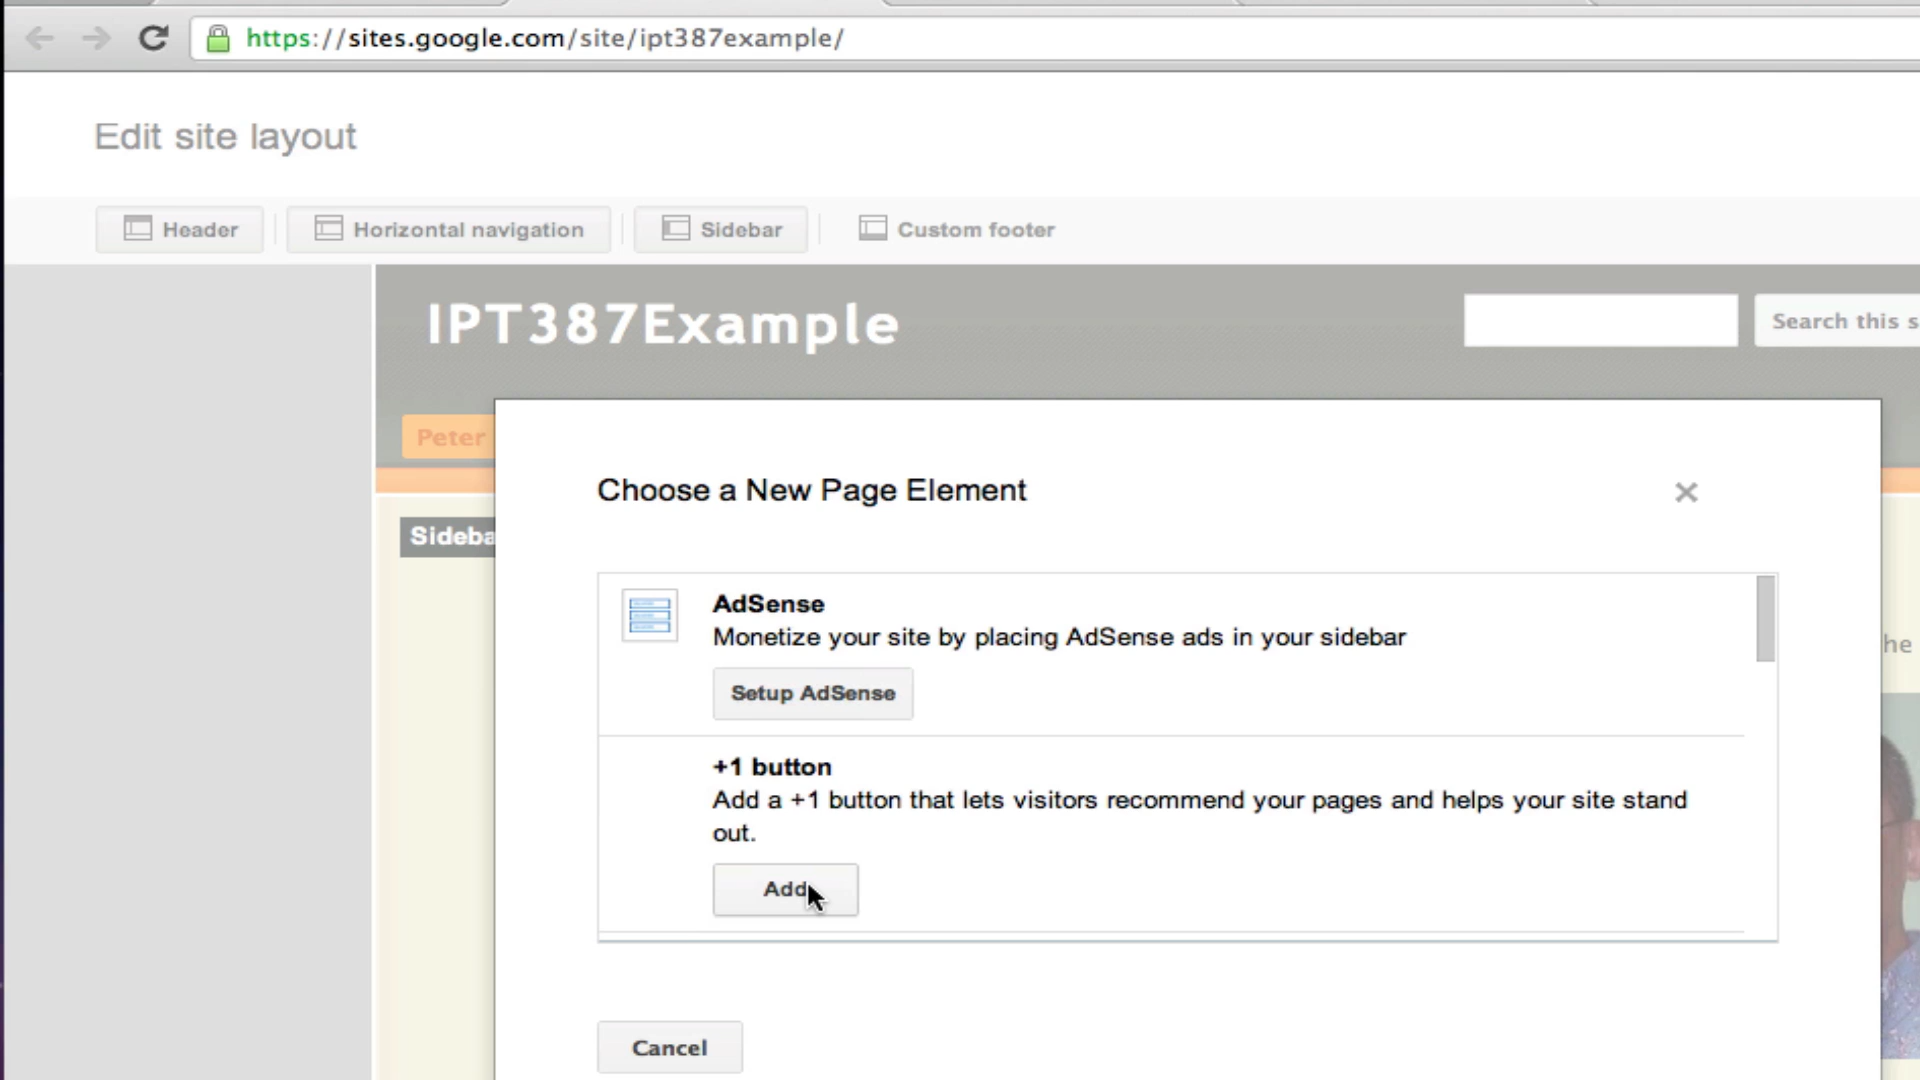 https://sites.google.com/site/ipt387example/
Edit site layout
Header
Horizontal navigation
Sidebar
Custom footer
IPT387Example
Search this s
Peter
Choose a New Page Element
Sideba
AdSense
Monetize your site by placing AdSense ads in your sidebar
he
Setup AdSense
+1 button
Add a +1 button that lets visitors recommend your pages and helps your site stand
out.
Add
Cancel